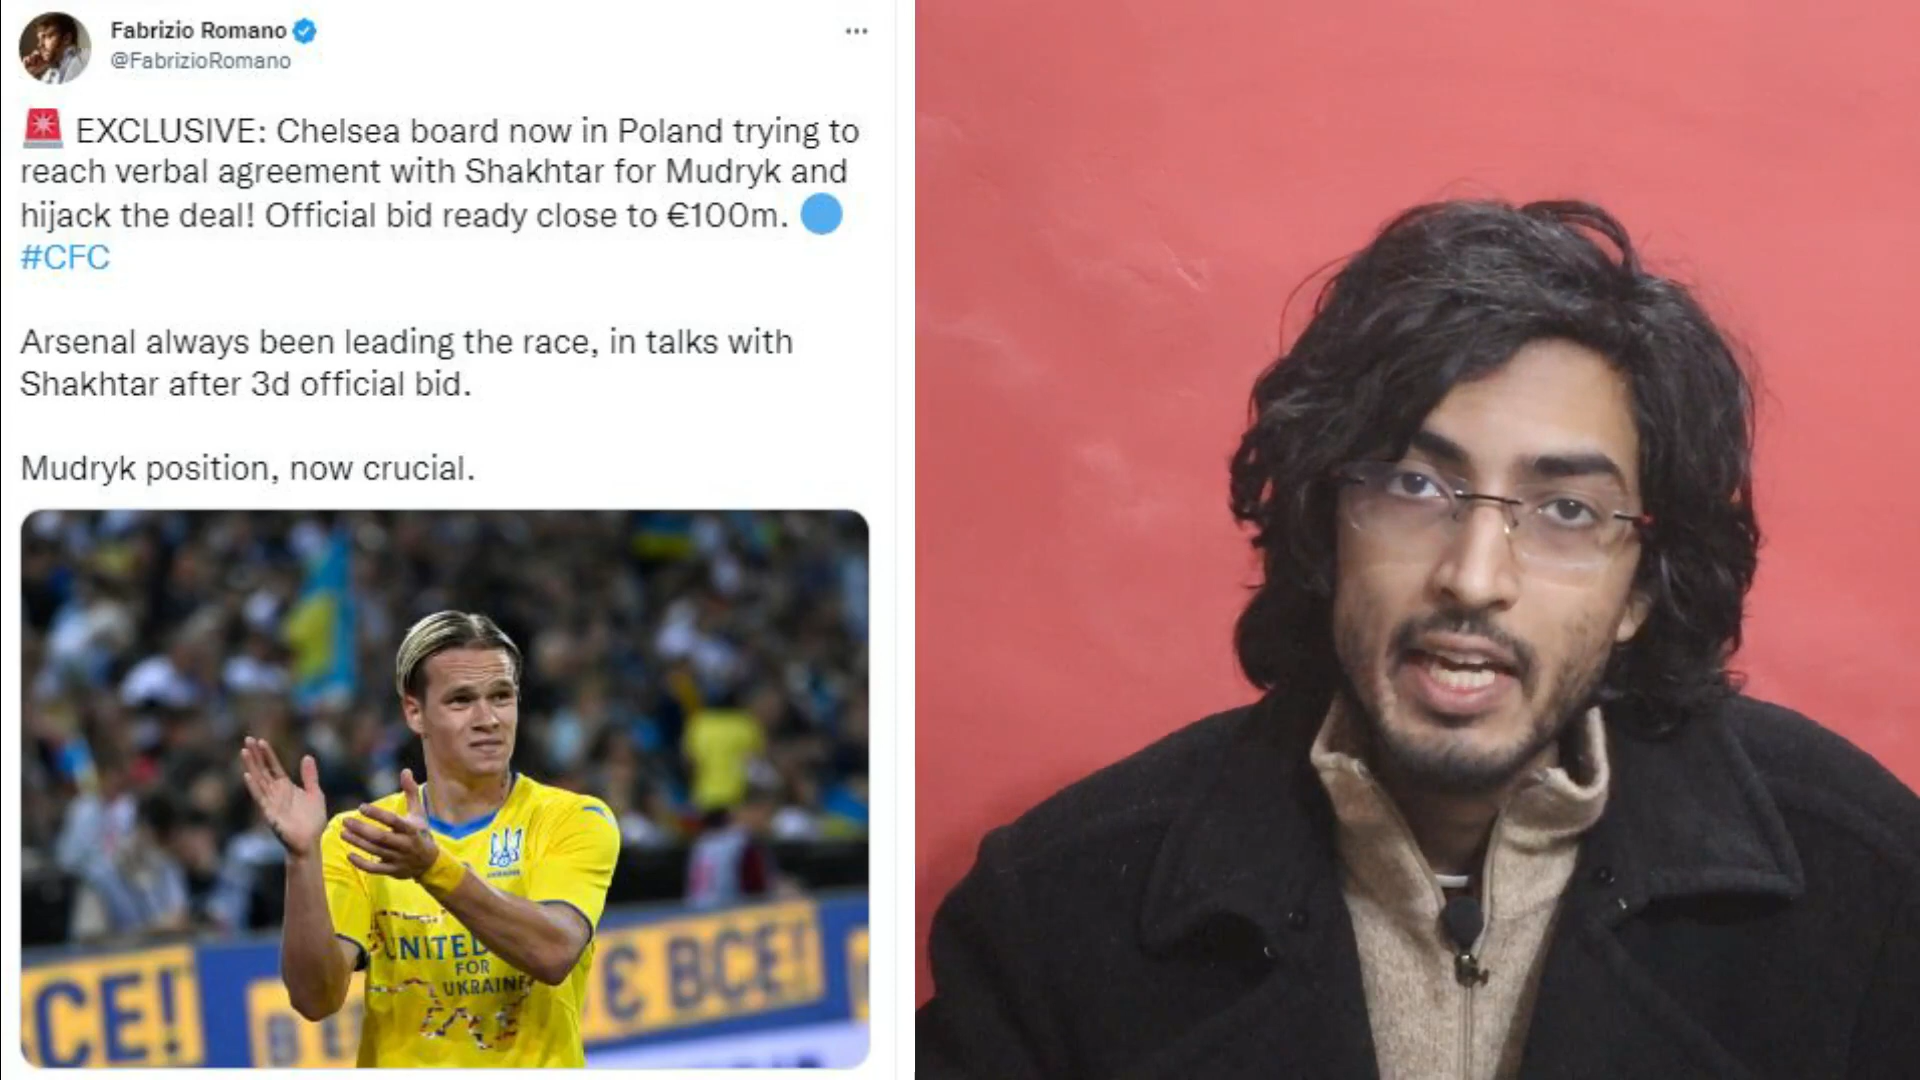 Fabrizio Romano
@FabrizioRomano
EXCLUSIVE: Chelsea board now in Poland trying to
reach verbal agreement with Shakhtar for Mudryk and
hijack the deal! Official bid ready close to €100m.
#CFC
Arsenal always been leading the race, in talks with
Shakhtar after 3d official bid.
Mudryk position, now crucial.
UNITED
FOR
UKRAINE
СЕ!
Є ВСЕ!